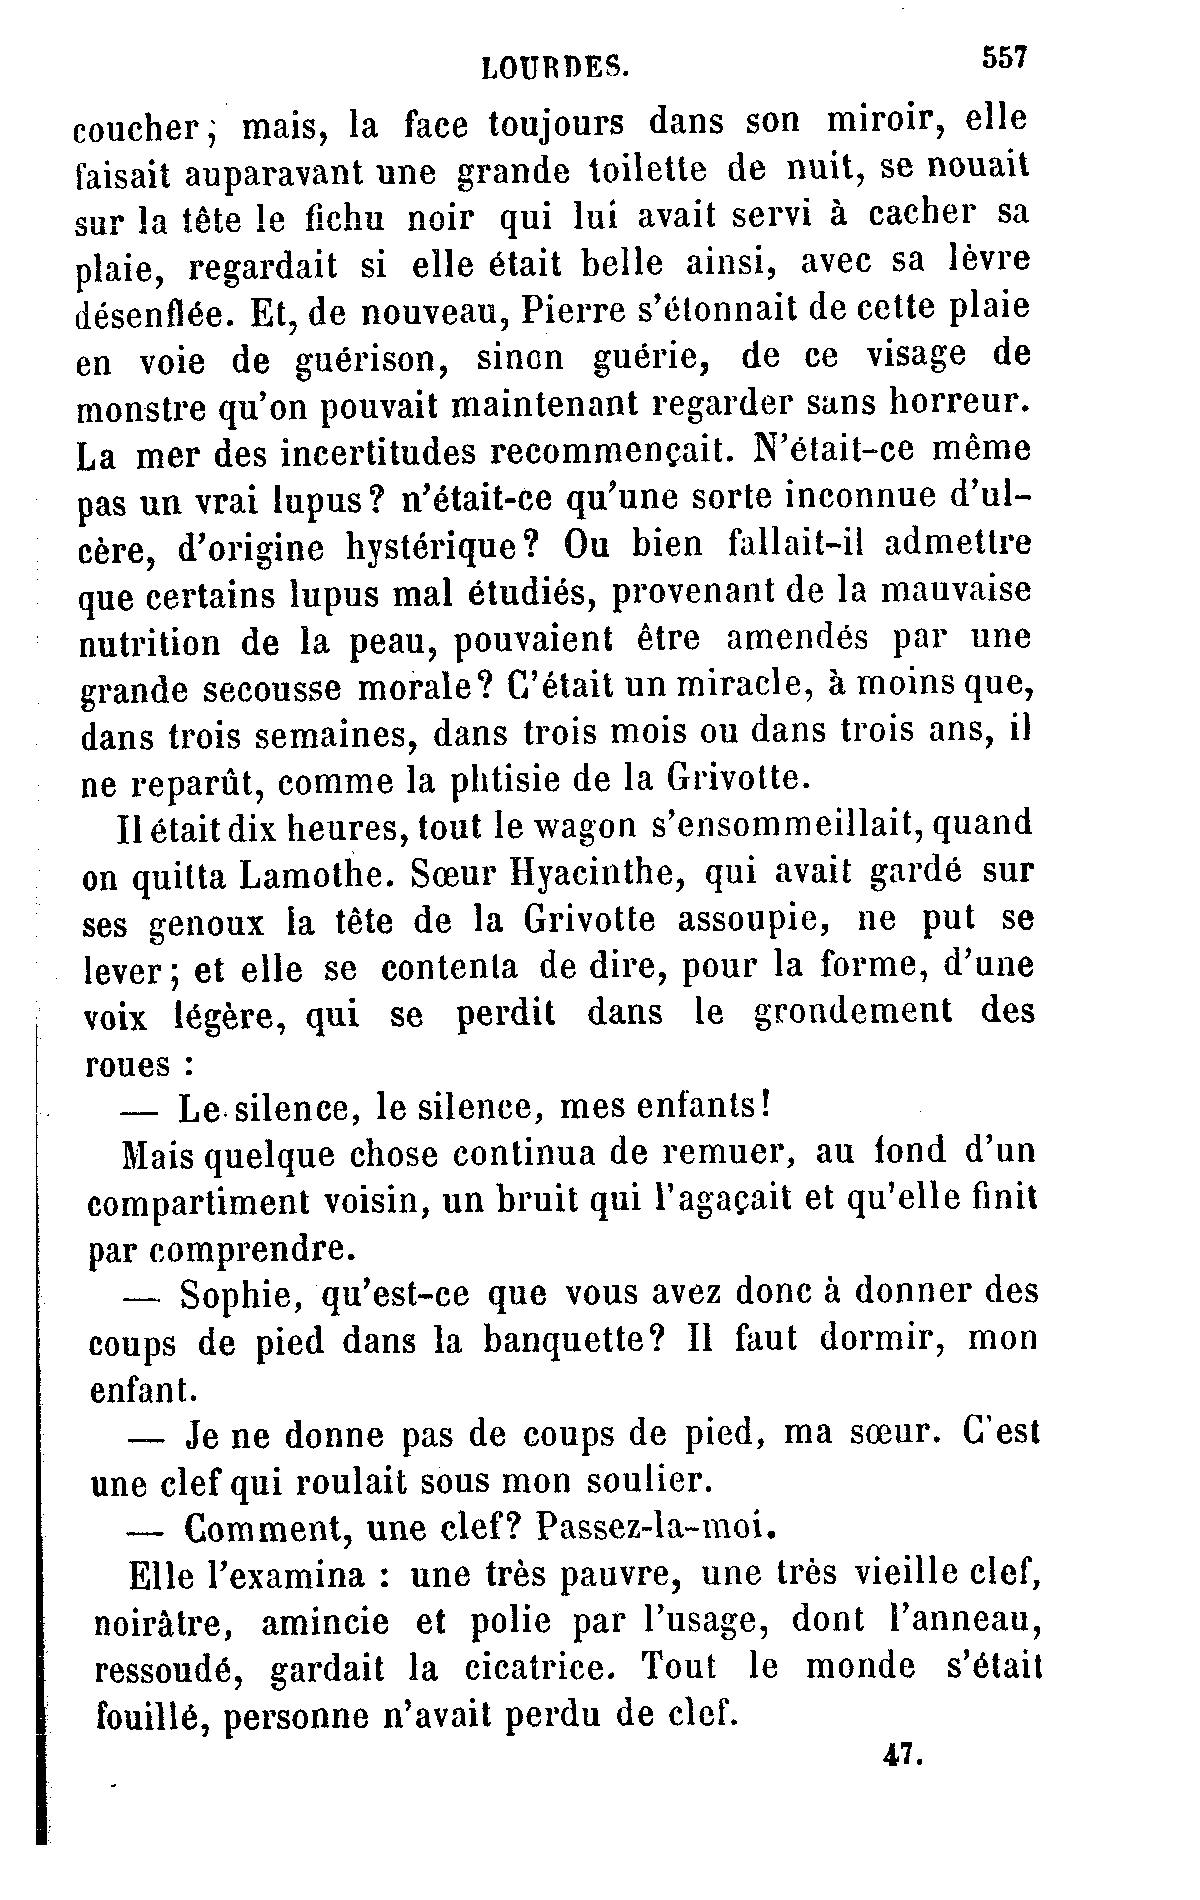 LOURDES. 557
coucher; mais, la face toujours dans son miroir, elle
faisait auparavant une grande toilette de nuit, se nouait
sur la tête le fichu noir qui lui avait servi à cacher sa
plaie, regardait si elle était belle ainsi, avec sa lèvre
désenflée. Et, de nouveau, Pierre s'étonnait de cette plaie
en voie de guérison, sinon guérie, de ce visage de
monstre qu'on pouvait maintenant regarder sans horreur.
La mer des incertitudes recommençait. N'était-ce même
pas un vrai lupus? n'était-ce qu'une sorte inconnue d'ul-
cère, d'origine hystérique? Ou bien fallait-il admettre
que certains lupus mal étudiés, provenant de la mauvaise
nutrition de la peau, pouvaient être amendés par une
grande secousse morale? C'était un miracle, à moins que,
dans trois semaines, dans trois mois ou dans trois ans, il
ne reparût, comme la phtisie de la Grivotte.
Il était dix heures, tout le wagon s'ensommeillait, quand
on quitta Lamothe. Sœur Hyacinthe, qui avait gardé sur
ses genoux la tête de la Grivotte assoupie, ne put se
lever; et elle se contenta de dire, pour la forme, d'une
voix légère, qui se perdit dans le grondement des
roues :
— Le silence, le silence, mes enfants!
Mais quelque chose continua de remuer, au fond d'un
compartiment voisin, un bruit qui l'agaçait et qu'elle finit
par comprendre.
— Sophie, qu'est-ce que vous avez donc à donner des
coups de pied dans la banquette? Il faut dormir, mon
enfant.
— Je ne donne pas de coups de pied, ma sœur. C'est
une clef qui roulait sous mon soulier.
— Comment, une clef? Passez-la-moi.
Elle l'examina : une très pauvre, une très vieille clef,
noirâtre, amincie et polie par l'usage, dont l'anneau,
ressoudé, gardait la cicatrice. Tout le monde s'était
fouillé, personne n'avait perdu de clef.
47.